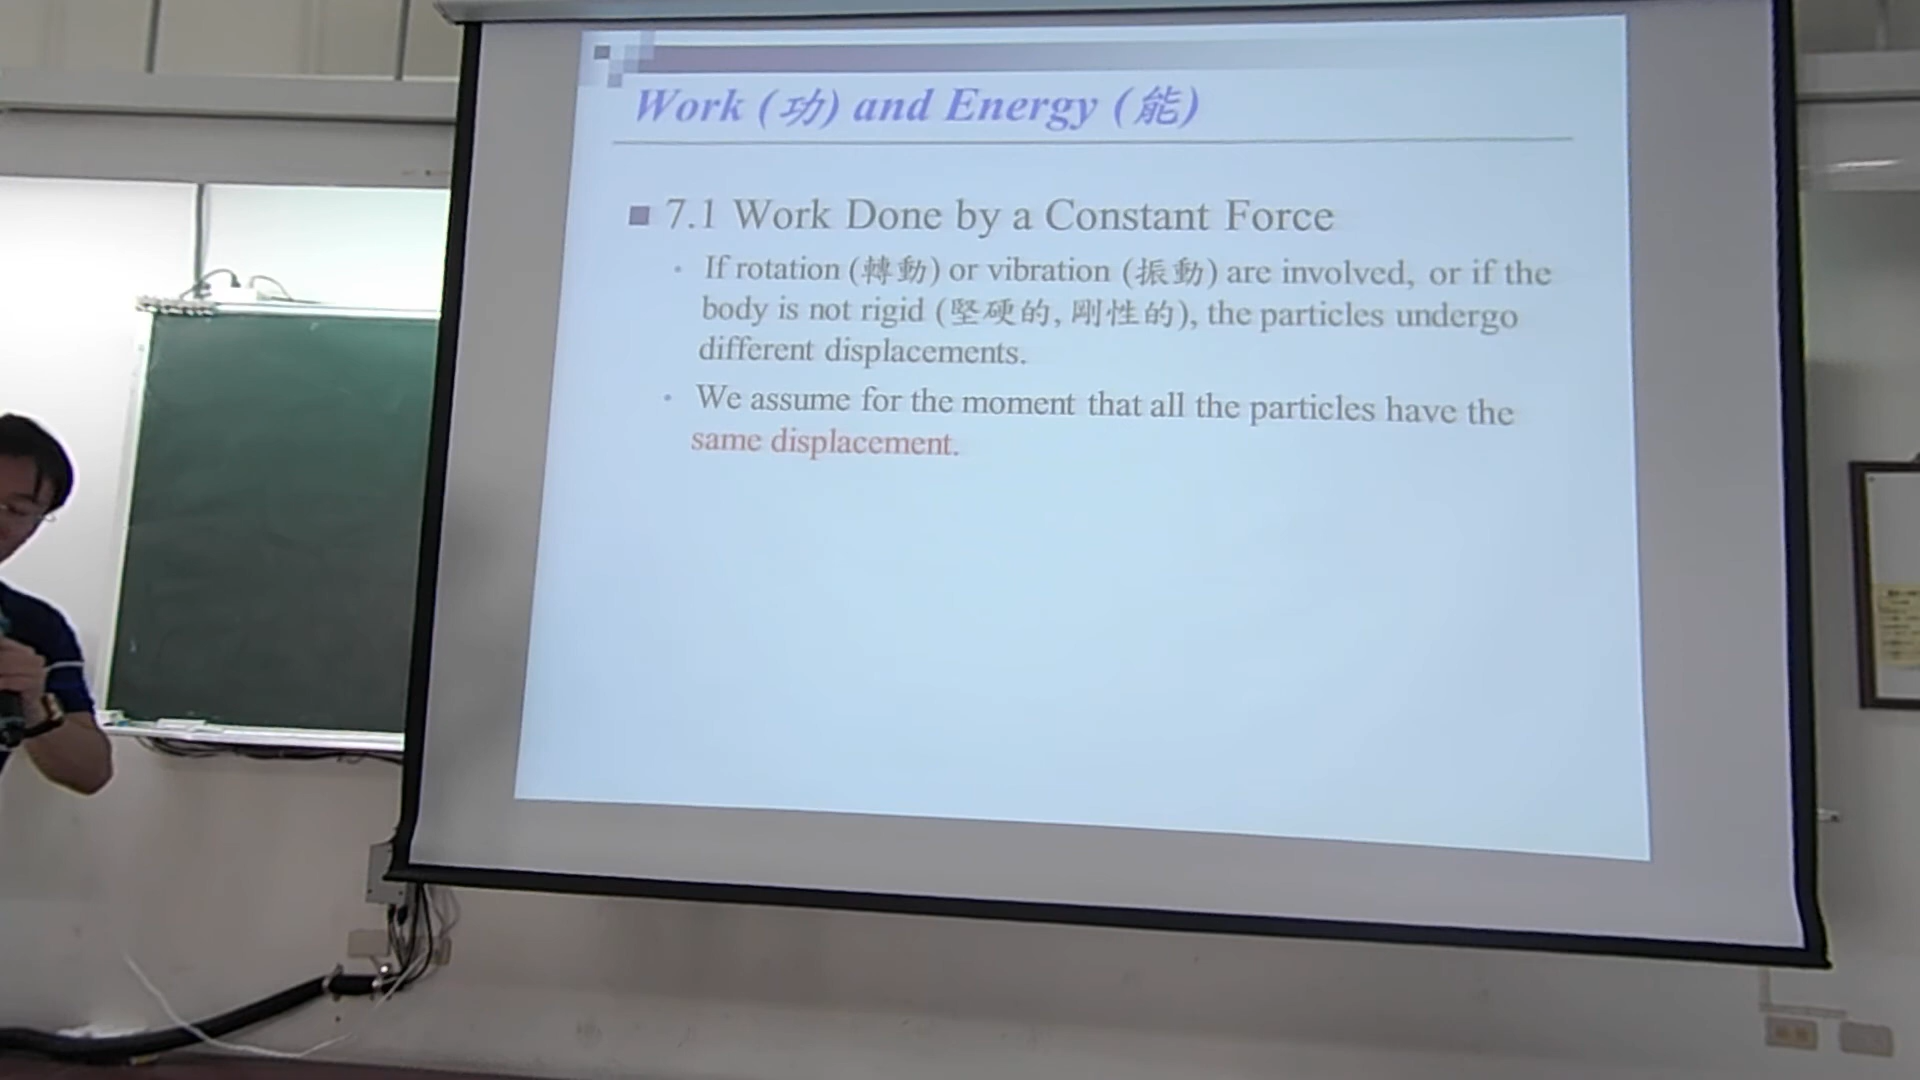 Work (功) and Energy (能)
7.1 Work Done by a Constant Force
If rotation (轉動) or vibration (振動) are involved, or if the
body is not rigid (堅硬的, 剛性的), the particles undergo
different displacements.
We assume for the moment that all the particles have the
same displacement.